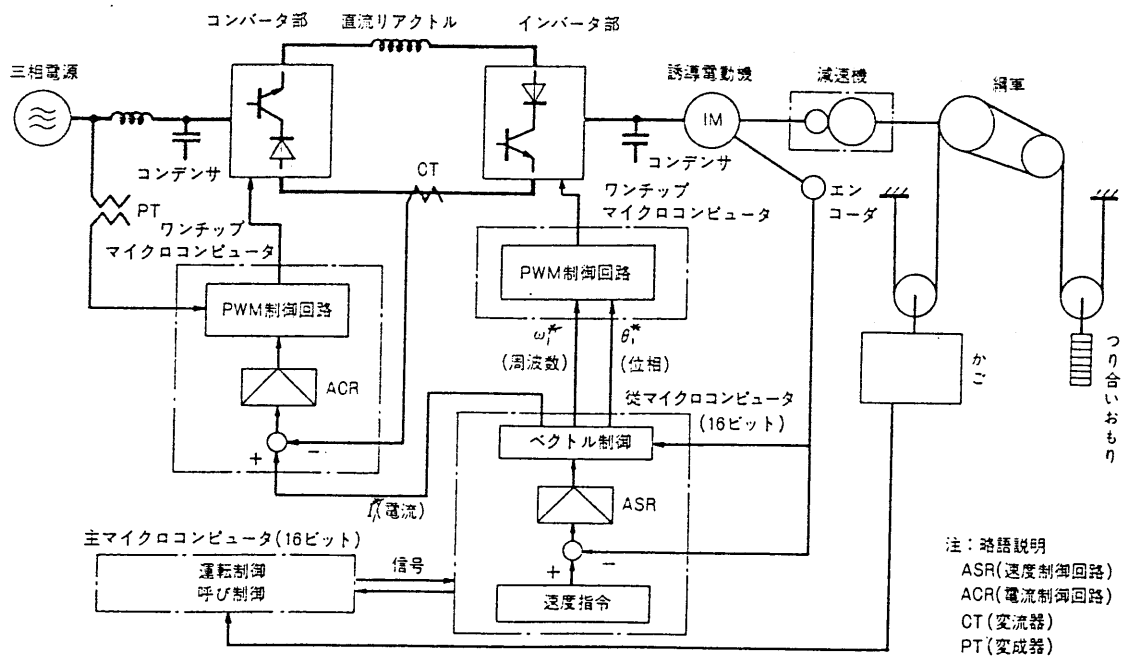 コンバータ部
直流リアクトル
インバータ部
三相電源
誘導電動機
減速機
綱車
IM
コンデンサ
CT
コンデンサ
エン
コーダ
PT
ワンチップ
マイクロコンピュータ
ワンチップ
マイクロコンピュータ
PWM制御回路
PWM制御回路
ω₁*
(周波数)
θ₁*
(位相)
ACR
+
-
従マイクロコンピュータ
(16ビット)
ベクトル制御
かご
つり合いおもり
(電流)
ASR
+
-
速度指令
主マイクロコンピュータ(16ビット)
運転制御
呼び制御
信号
注:略語説明
ASR(速度制御回路)
ACR(電流制御回路)
CT(変流器)
PT(変成器)